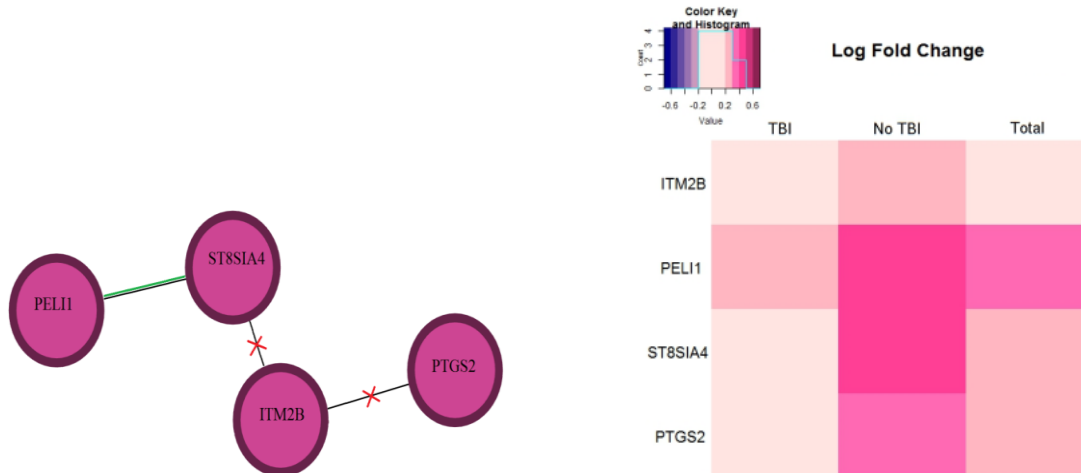 Color Key
and Histogram
Count
0 1 2 3 4
-0.6 -0.2 0.2 0.6
Value
Log Fold Change
TBI No TBI Total
ITM2B
PELI1
ST8SIA4
PTGS2
ST8SIA4
PELI1
PTGS2
ITM2B